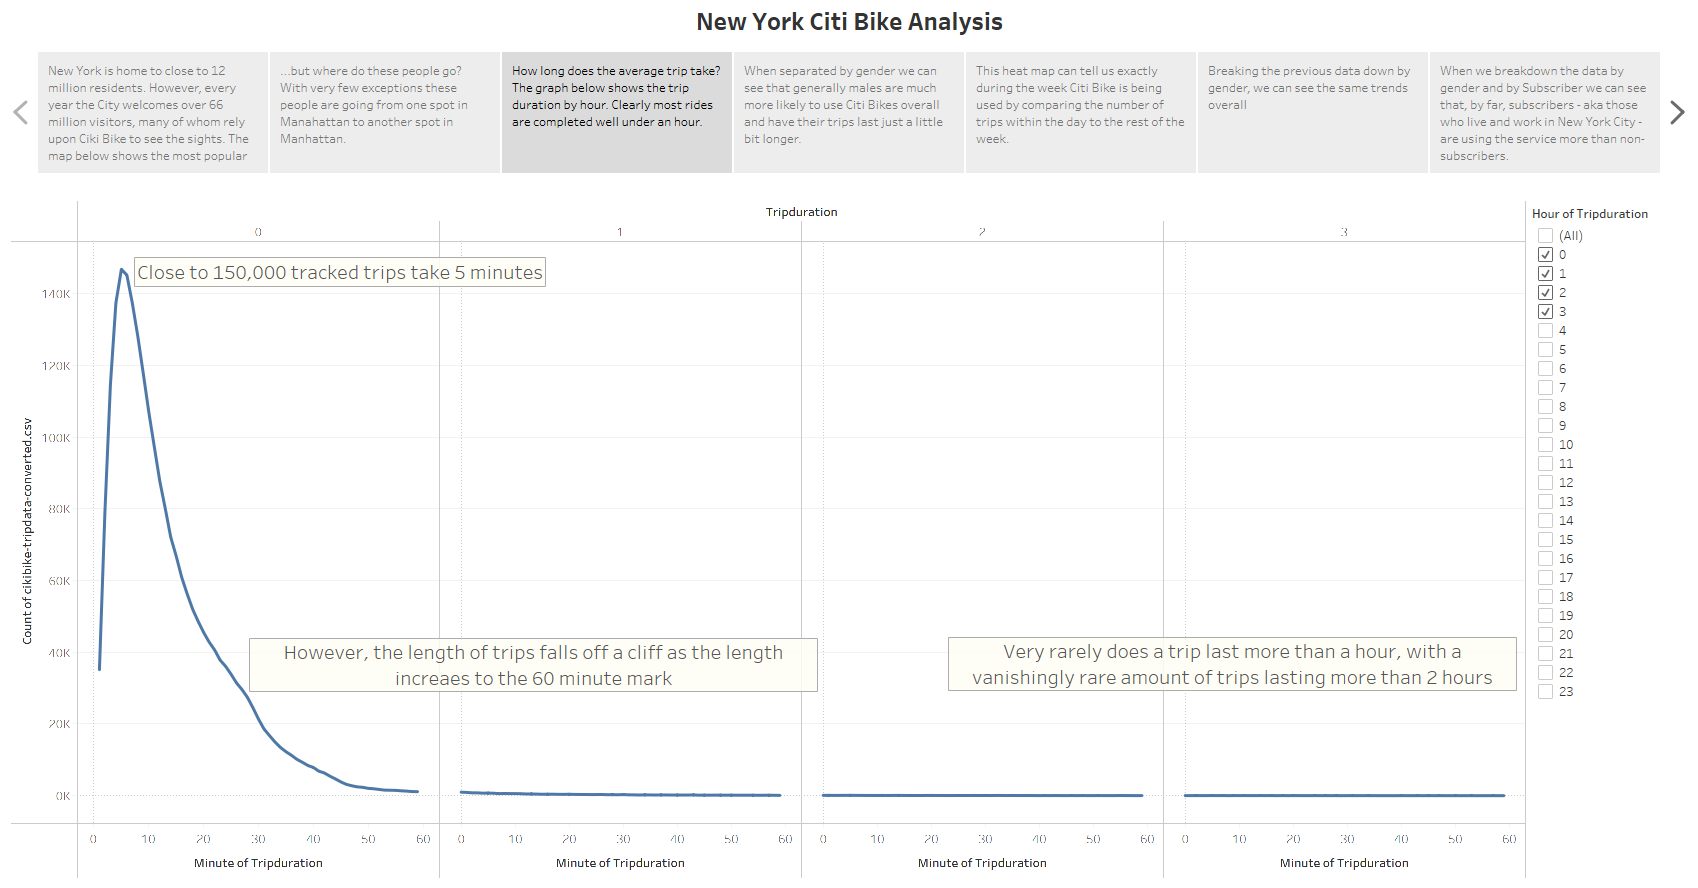 New York Citi Bike Analysis
New York is home to close to 12
million residents. However, every
year the City welcomes over 66
million visitors, many of whom rely
upon Ciki Bike to see the sights. The
map below shows the most popular
...but where do these people go?
With very few exceptions these
people are going from one spot in
Manahattan to another spot in
Manhattan.
How long does the average trip take?
The graph below shows the trip
duration by hour. Clearly most rides
are completed well under an hour.
When separated by gender we can
see that generally males are much
more likely to use Citi Bikes overall
and have their trips last just a little
bit longer.
This heat map can tell us exactly
during the week Citi Bike is being
used by comparing the number of
trips within the day to the rest of the
week.
Breaking the previous data down by
gender, we can see the same trends
overall
When we breakdown the data by
gender and by Subscriber we can see
that, by far, subscribers - aka those
who live and work in New York City -
are using the service more than non-
subscribers.
Tripduration
0 1 2 3
Close to 150,000 tracked trips take 5 minutes
140K
120K
100K
80K
60K
40K
20K
0K
Count of cikibike-tripdata-converted.csv
However, the length of trips falls off a cliff as the length
increaes to the 60 minute mark
Very rarely does a trip last more than a hour, with a
vanishingly rare amount of trips lasting more than 2 hours
0 10 20 30 40 50 60 0 10 20 30 40 50 60 0 10 20 30 40 50 60 0 10 20 30 40 50 60
Minute of Tripduration Minute of Tripduration Minute of Tripduration Minute of Tripduration
Hour of Tripduration
(All)
0
1
2
3
4
5
6
7
8
9
10
11
12
13
14
15
16
17
18
19
20
21
22
23